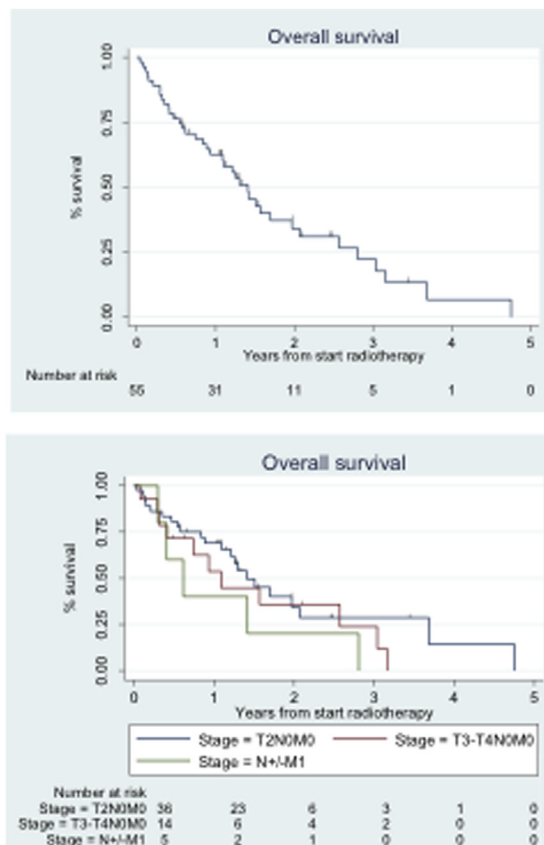 Overall survival
% survival
1.00
0.75
0.50
0.25
0.00
0 1 2 3 4 5
Years from start radiotherapy
Number at risk
55 31 11 5 1 0
Overall survival
% survival
1.00
0.75
0.50
0.25
0.00
0 1 2 3 4 5
Years from start radiotherapy
Stage = T2N0M0 Stage = T3-T4N0M0
Stage = N+/-M1
Number at risk
Stage = T2N0M0 36 23 6 3 1 0
Stage = T3-T4N0M0 14 6 4 2 0 0
Stage = N+/-M1 5 2 1 0 0 0